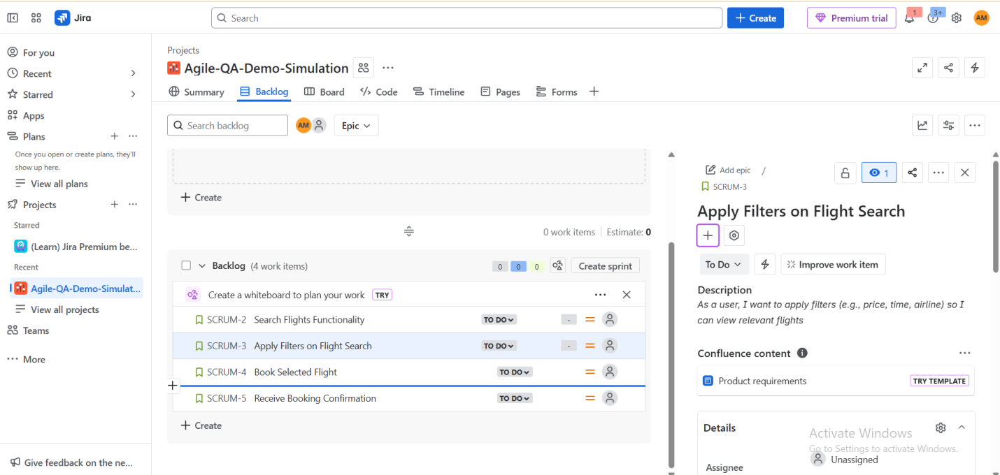 Jira
Search
Create
Premium trial
1
3+
AM
For you
Recent
Starred
Apps
Plans
Once you open or create plans, they'll
show up here.
View all plans
Projects
Starred
(Learn) Jira Premium be...
Recent
Agile-QA-Demo-Simulat...
View all projects
Teams
More
Give feedback on the ne...
Projects
Agile-QA-Demo-Simulation
Summary
Backlog
Board
Code
Timeline
Pages
Forms
Search backlog
AM
Epic
Create
0 work items
Estimate: 0
Backlog (4 work items)
0 0 0
Create sprint
Create a whiteboard to plan your work TRY
SCRUM-2 Search Flights Functionality TO DO -
SCRUM-3 Apply Filters on Flight Search TO DO -
SCRUM-4 Book Selected Flight TO DO
SCRUM-5 Receive Booking Confirmation TO DO
Create
Add epic /
SCRUM-3
1
Apply Filters on Flight Search
To Do
Improve work item
Description
As a user, I want to apply filters (e.g., price, time, airline) so I
can view relevant flights
Confluence content
Product requirements
TRY TEMPLATE
Details
Activate Windows
Go to Settings to activate Windows.
Assignee
Unassigned